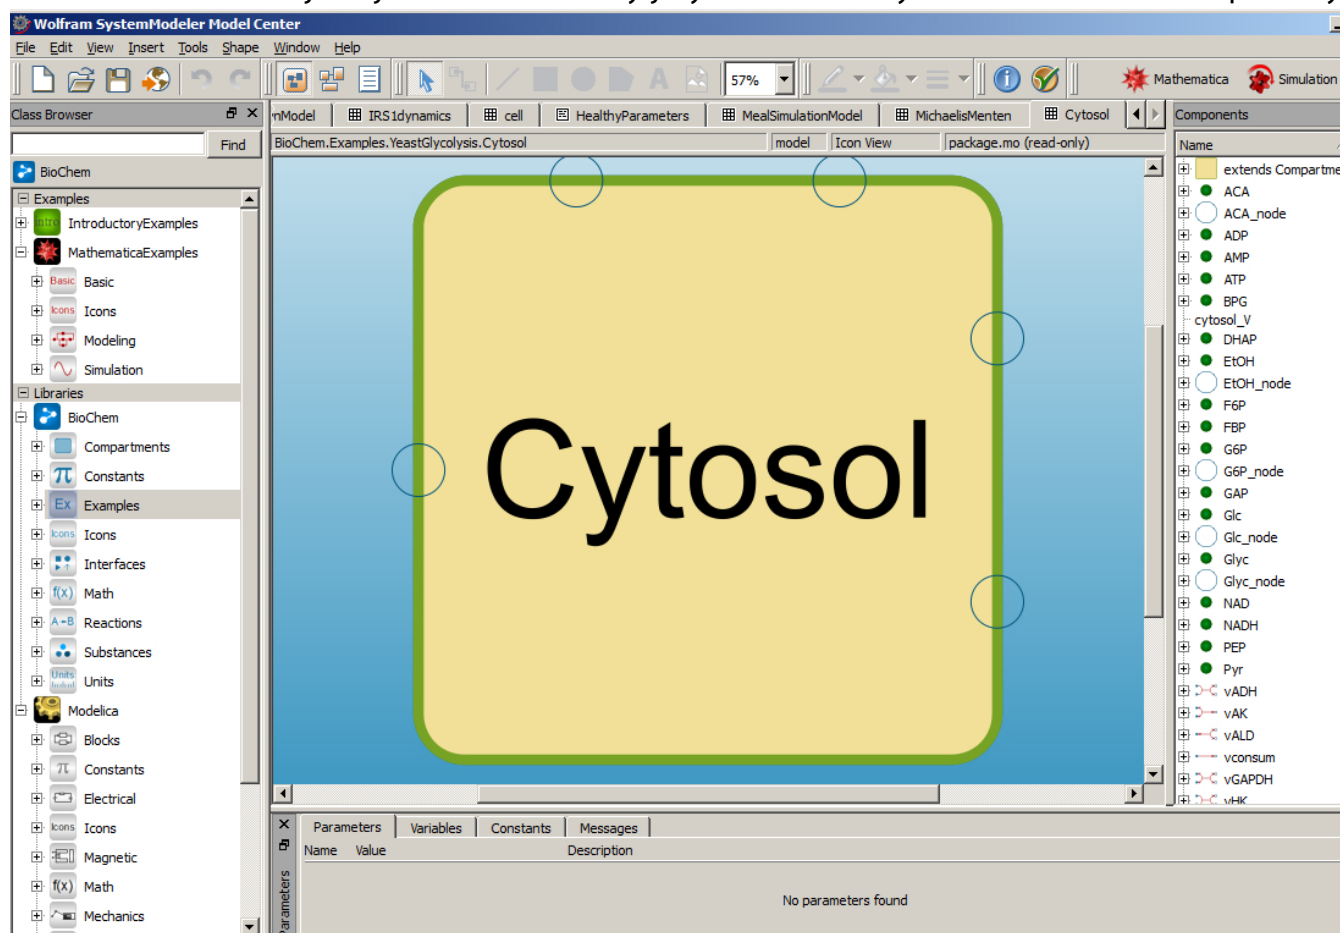 Wolfram SystemModeler Model Center
File Edit View Insert Tools Shape Window Help
57%
Mathematica Simulation
Class Browser
Find
BioChem
Examples
IntroductoryExamples
MathematicaExamples
Basic Basic
Icons Icons
Modeling
Simulation
Libraries
BioChem
Compartments
π Constants
Ex Examples
Icons Icons
Interfaces
f(x) Math
A-B Reactions
Substances
Units Units
Modelica
Blocks
π Constants
Electrical
Icons Icons
Magnetic
f(x) Math
Mechanics
nModel IRS1dynamics cell HealthyParameters MealSimulationModel MichaelisMenten Cytosol
BioChem.Examples.YeastGlycolysis.Cytosol model Icon View package.mo (read-only)
Cytosol
Components
Name
extends Compartme
ACA
ACA_node
ADP
AMP
ATP
BPG
cytosol_V
DHAP
EtOH
EtOH_node
F6P
FBP
G6P
G6P_node
GAP
Glc
Glc_node
Glyc
Glyc_node
NAD
NADH
PEP
Pyr
vADH
vAK
vALD
vconsum
vGAPDH
vHK
Parameters Variables Constants Messages
Name Value Description
No parameters found
Parameters